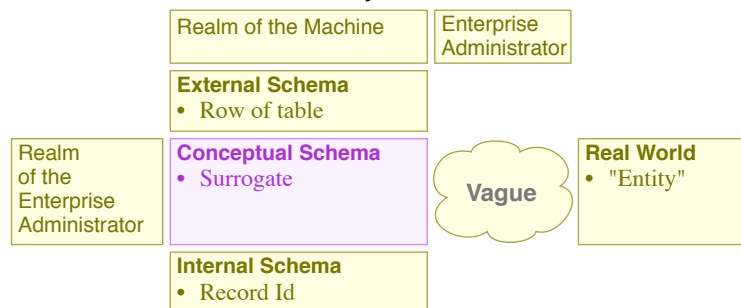 Realm of the Machine
Enterprise
Administrator
External Schema
• Row of table
Realm
of the
Enterprise
Administrator
Conceptual Schema
• Surrogate
Vague
Real World
• "Entity"
Internal Schema
• Record Id